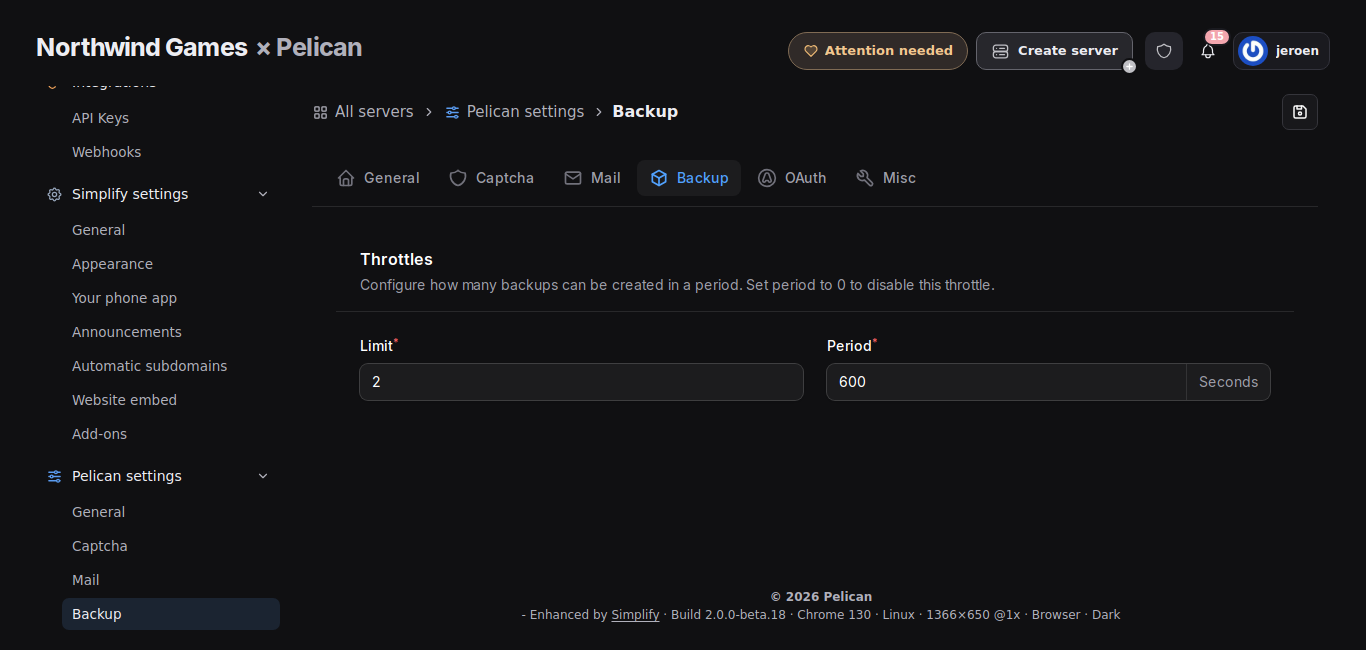 Northwind Games × Pelican
Attention needed
Create server
15
jeroen
Integrations
API Keys
Webhooks
Simplify settings
General
Appearance
Your phone app
Announcements
Automatic subdomains
Website embed
Add-ons
Pelican settings
General
Captcha
Mail
Backup
All servers > Pelican settings > Backup
General Captcha Mail Backup OAuth Misc
Throttles
Configure how many backups can be created in a period. Set period to 0 to disable this throttle.
Limit* Period*
2 600 Seconds
© 2026 Pelican
- Enhanced by Simplify · Build 2.0.0-beta.18 · Chrome 130 · Linux · 1366×650 @1x · Browser · Dark